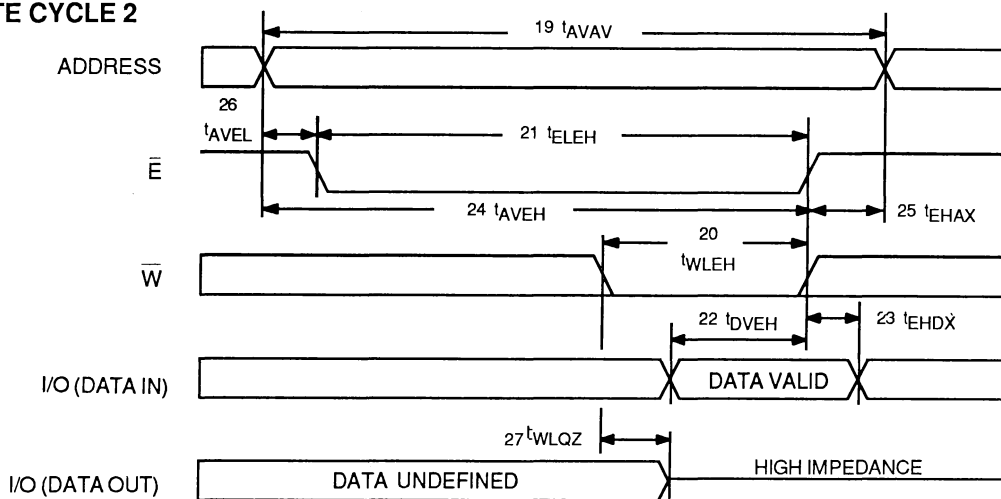 TE CYCLE 2
19 tAVAV
ADDRESS
26
tAVEL
21 tELEH
E
24 tAVEH
25 tEHAX
20
tWLEH
W
22 tDVEH
23 tEHDX
I/O (DATA IN)
DATA VALID
27 tWLQZ
I/O (DATA OUT)
DATA UNDEFINED
HIGH IMPEDANCE